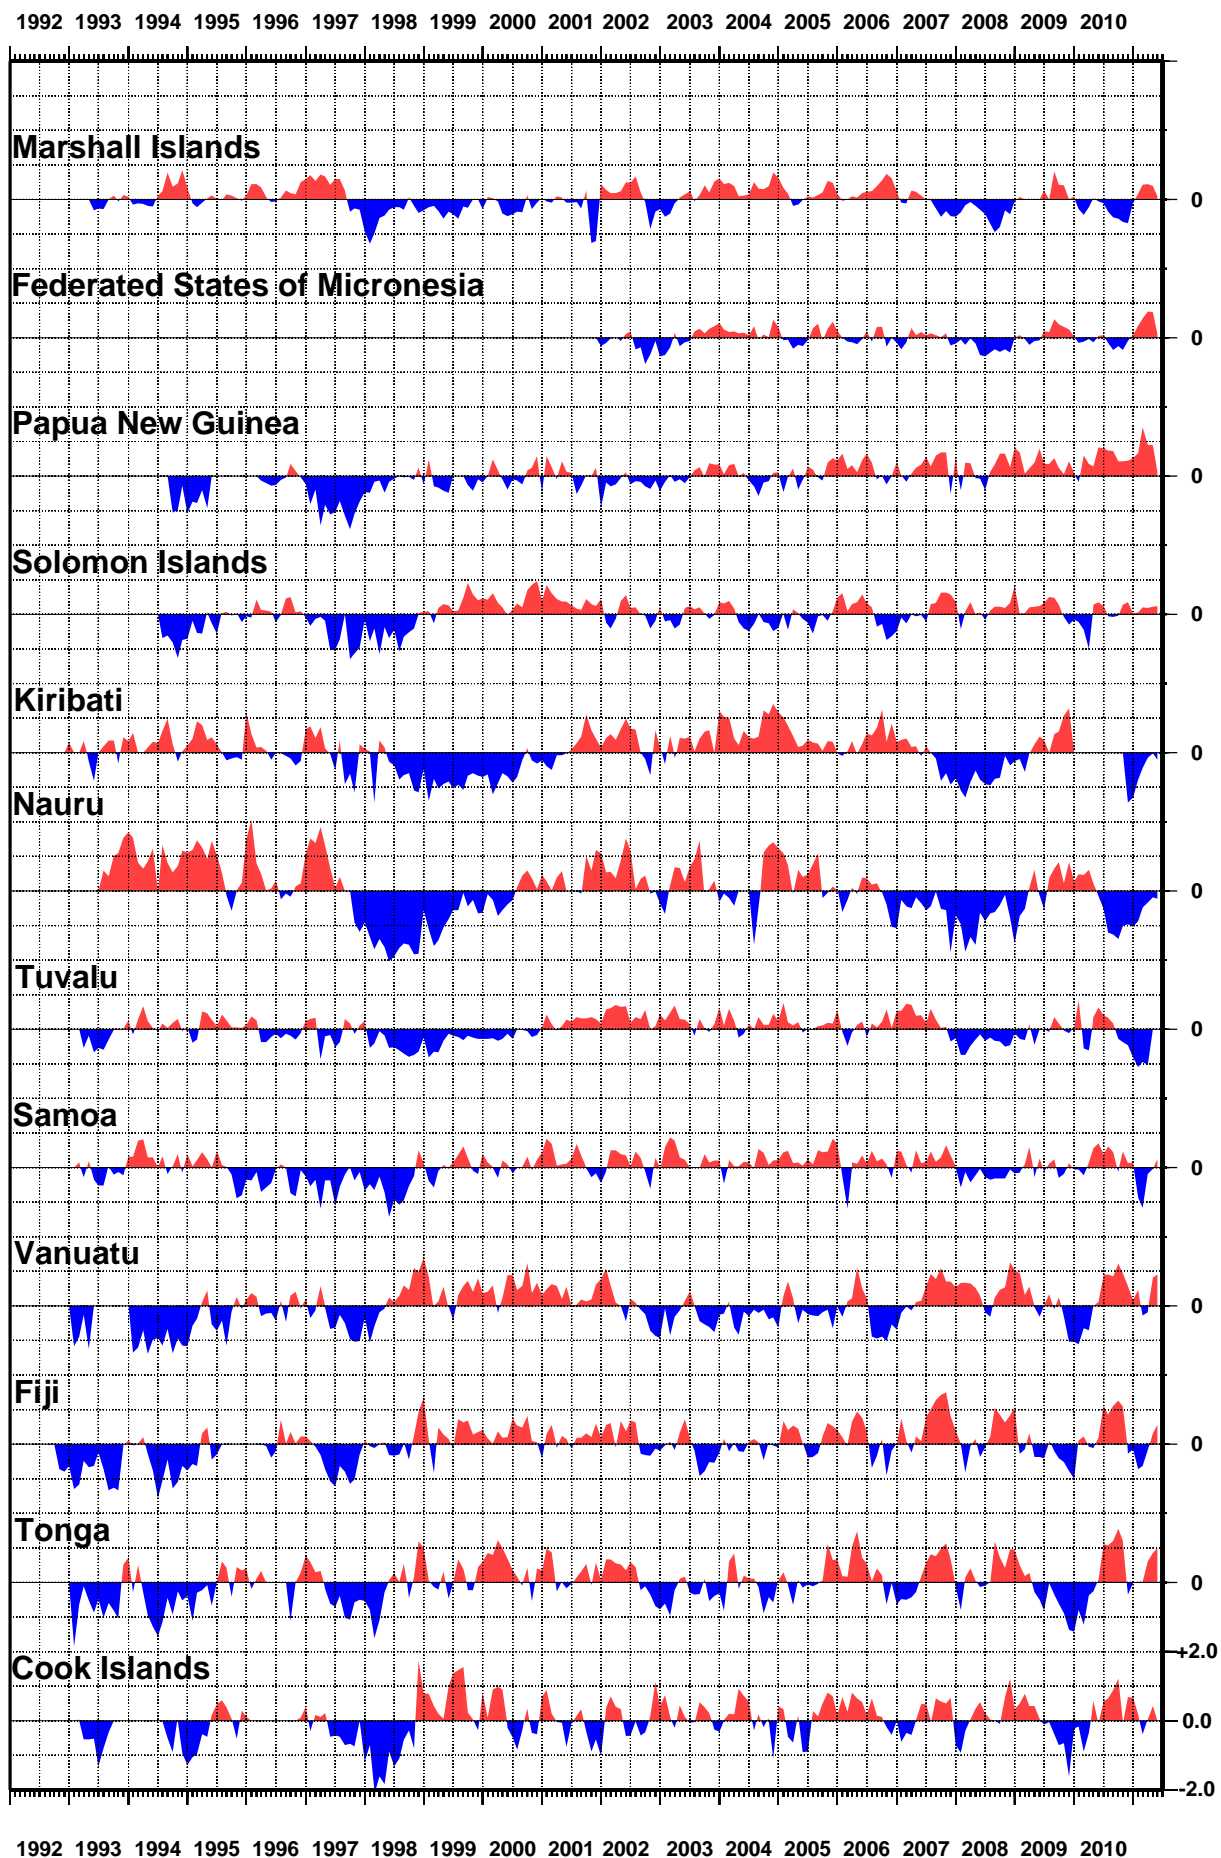 1992 1993 1994 1995 1996 1997 1998 1999 2000 2001 2002 2003 2004 2005 2006 2007 2008 2009 2010
Marshall Islands
0
Federated States of Micronesia
0
Papua New Guinea
0
Solomon Islands
0
Kiribati
0
Nauru
0
Tuvalu
0
Samoa
0
Vanuatu
0
Fiji
0
Tonga
0
+2.0
Cook Islands
0.0
-2.0
1992 1993 1994 1995 1996 1997 1998 1999 2000 2001 2002 2003 2004 2005 2006 2007 2008 2009 2010